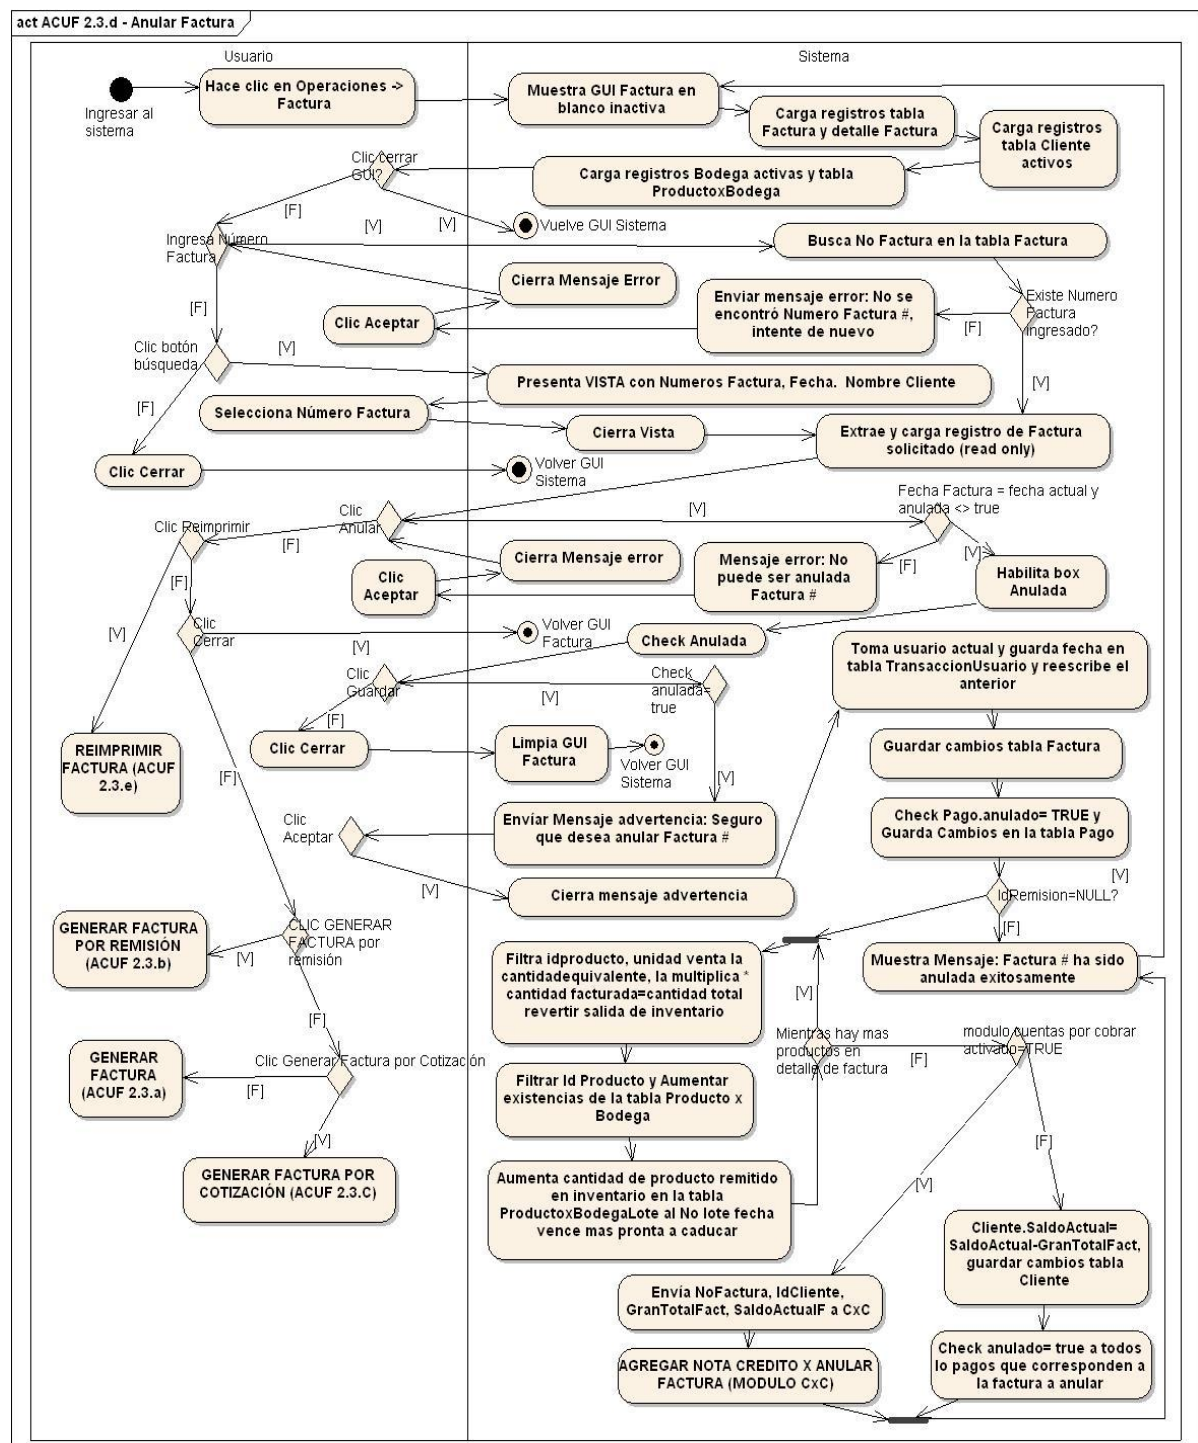 act ACUF 2.3.d - Anular Factura
Usuario
Sistema
Ingresar al
sistema
Hace clic en Operaciones ->
Factura
Muestra GUI Factura en
blanco inactiva
Carga registros tabla
Factura y detalle Factura
Carga registros
tabla Cliente
activos
Clic cerrar
GUI?
Carga registros Bodega activas y tabla
ProductoxBodega
[F]
[V]
[V]
Vuelve GUI Sistema
Ingresa Número
Factura
Busca No Factura en la tabla Factura
Cierra Mensaje Error
Enviar mensaje error: No se
encontró Numero Factura #,
intente de nuevo
Existe Numero
Factura
ingresado?
[F]
[F]
Clic Aceptar
Clic botón
búsqueda
[V]
[V]
Presenta VISTA con Numeros Factura, Fecha. Nombre Cliente
[F]
Selecciona Número Factura
Cierra Vista
Extrae y carga registro de Factura
solicitado (read only)
Clic Cerrar
Volver GUI
Sistema
Fecha Factura = fecha actual y
anulada <> true
[V]
Clic
Anular
Clic Reimprimir
[F]
Cierra Mensaje error
Mensaje error: No
puede ser anulada
Factura #
[F]
[V]
Habilita box
Anulada
Clic
Aceptar
[F]
Clic
Cerrar
[V]
[V]
Volver GUI
Factura
Check Anulada
Toma usuario actual y guarda fecha en
tabla TransaccionUsuario y reescribe el
anterior
Clic
Guardar
[V]
Check
anulada=
true
[F]
REIMPRIMIR
FACTURA (ACUF
2.3.e)
Clic Cerrar
Limpia GUI
Factura
Volver GUI
Sistema
Guardar cambios tabla Factura
[F]
[V]
Clic
Aceptar
Envíar Mensaje advertencia: Seguro
que desea anular Factura #
Check Pago.anulado= TRUE y
Guarda Cambios en la tabla Pago
[V]
Cierra mensaje advertencia
[V]
IdRemision=NULL?
[F]
GENERAR FACTURA
POR REMISIÓN
(ACUF 2.3.b)
[V]
CLIC GENERAR
FACTURA por
remisión
Filtra idproducto, unidad venta la
cantidadequivalente, la multiplica *
cantidad facturada=cantidad total
revertir salida de inventario
Muestra Mensaje: Factura # ha sido
anulada exitosamente
[V]
[F]
Mientras hay mas
productos en
detalle de factura
[F]
modulo cuentas por cobrar
activado=TRUE
GENERAR
FACTURA
(ACUF 2.3.a)
Clic Generar Factura por Cotización
[F]
Filtrar Id Producto y Aumentar
existencias de la tabla Producto x
Bodega
[V]
[F]
GENERAR FACTURA POR
COTIZACIÓN (ACUF 2.3.C)
Aumenta cantidad de producto remitido
en inventario en la tabla
ProductoxBodegaLote al No lote fecha
vence mas pronta a caducar
[V]
Cliente.SaldoActual=
SaldoActual-GranTotalFact,
guardar cambios tabla
Cliente
Envía NoFactura, IdCliente,
GranTotalFact, SaldoActualF a CxC
AGREGAR NOTA CREDITO X ANULAR
FACTURA (MODULO CxC)
Check anulado= true a todos
lo pagos que corresponden a
la factura a anular